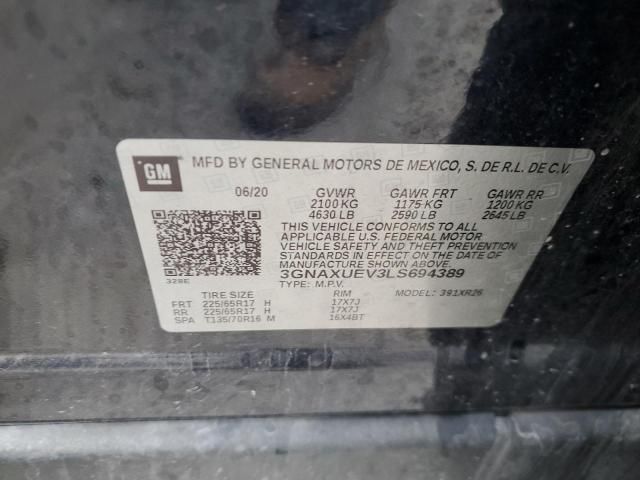 GM
MFD BY GENERAL MOTORS DE MEXICO, S. DE R.L. DE C.V.
06/20 GVWR GAWR FRT GAWR RR
2100 KG 1175 KG 1200 KG
4630 LB 2590 LB 2645 LB
THIS VEHICLE CONFORMS TO ALL
APPLICABLE U.S. FEDERAL MOTOR
VEHICLE SAFETY AND THEFT PREVENTION
STANDARDS IN EFFECT ON THE DATE OF
MANUFACTURE SHOWN ABOVE.
3GNAXUEV3LS694389
328E
TYPE: M.P.V. MODEL: 391XR26
TIRE SIZE RIM
FRT 225/65R17 H 17X7J
RR 225/65R17 H 17X7J
SPA T135/70R16 M 16X4BT